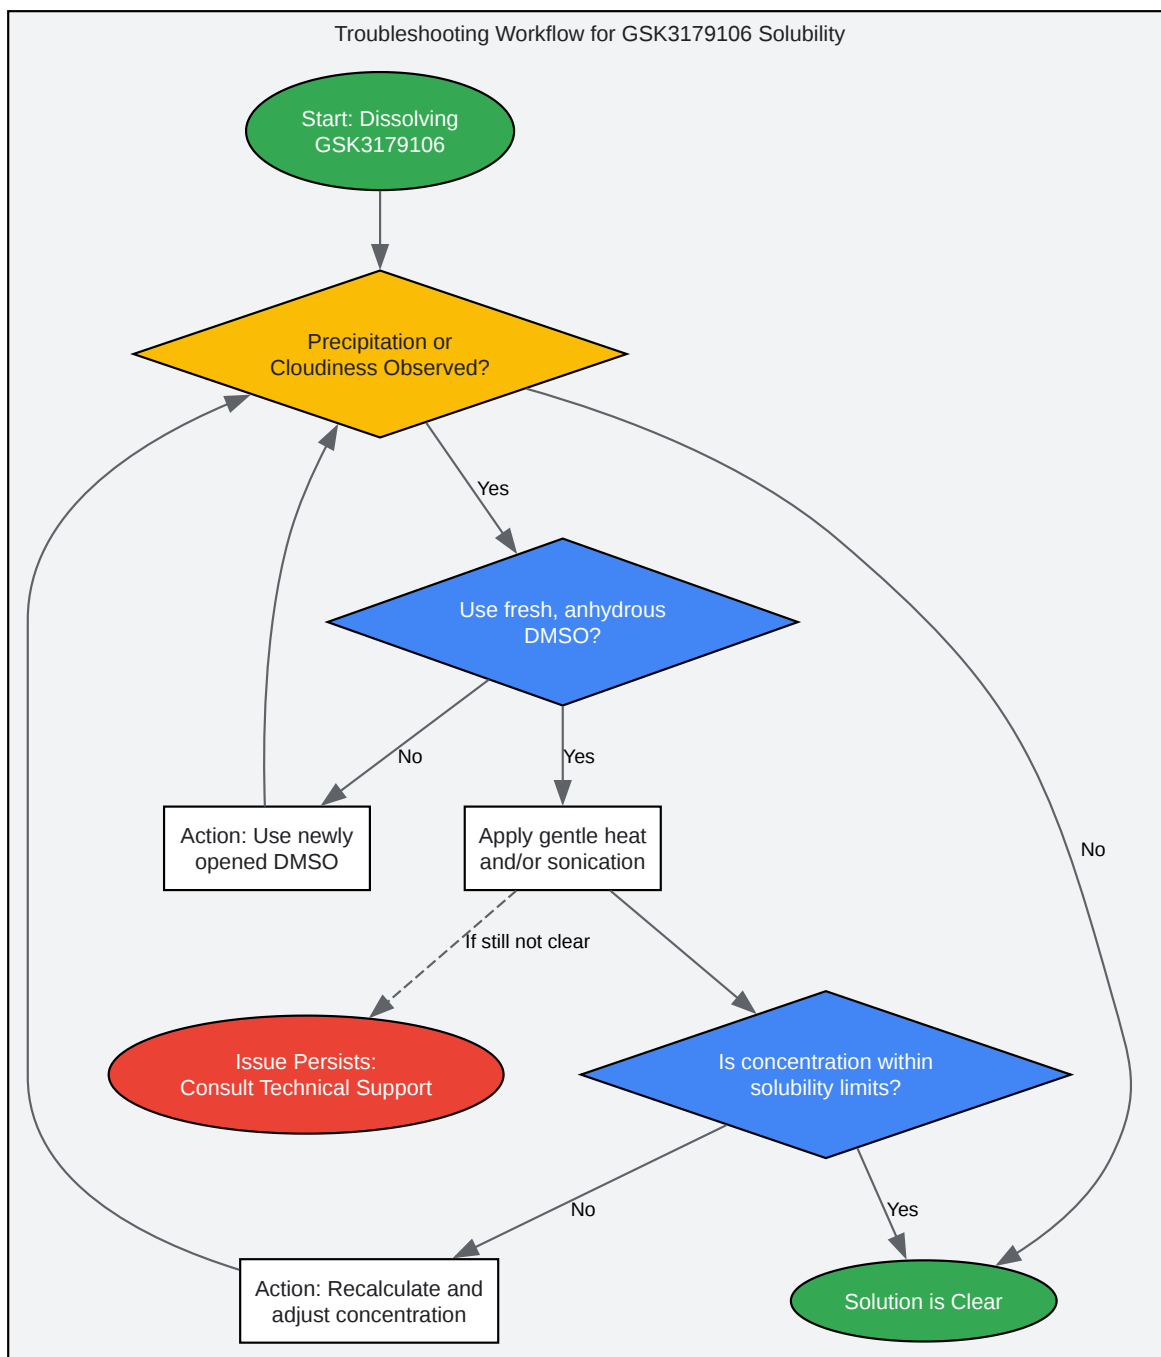 Troubleshooting Workflow for GSK3179106 Solubility
Start: Dissolving
GSK3179106
Precipitation or
Cloudiness Observed?
Yes
Use fresh, anhydrous
DMSO?
No
Yes
Action: Use newly
opened DMSO
Apply gentle heat
and/or sonication
No
If still not clear
Issue Persists:
Consult Technical Support
Is concentration within
solubility limits?
No
Yes
Action: Recalculate and
adjust concentration
Solution is Clear